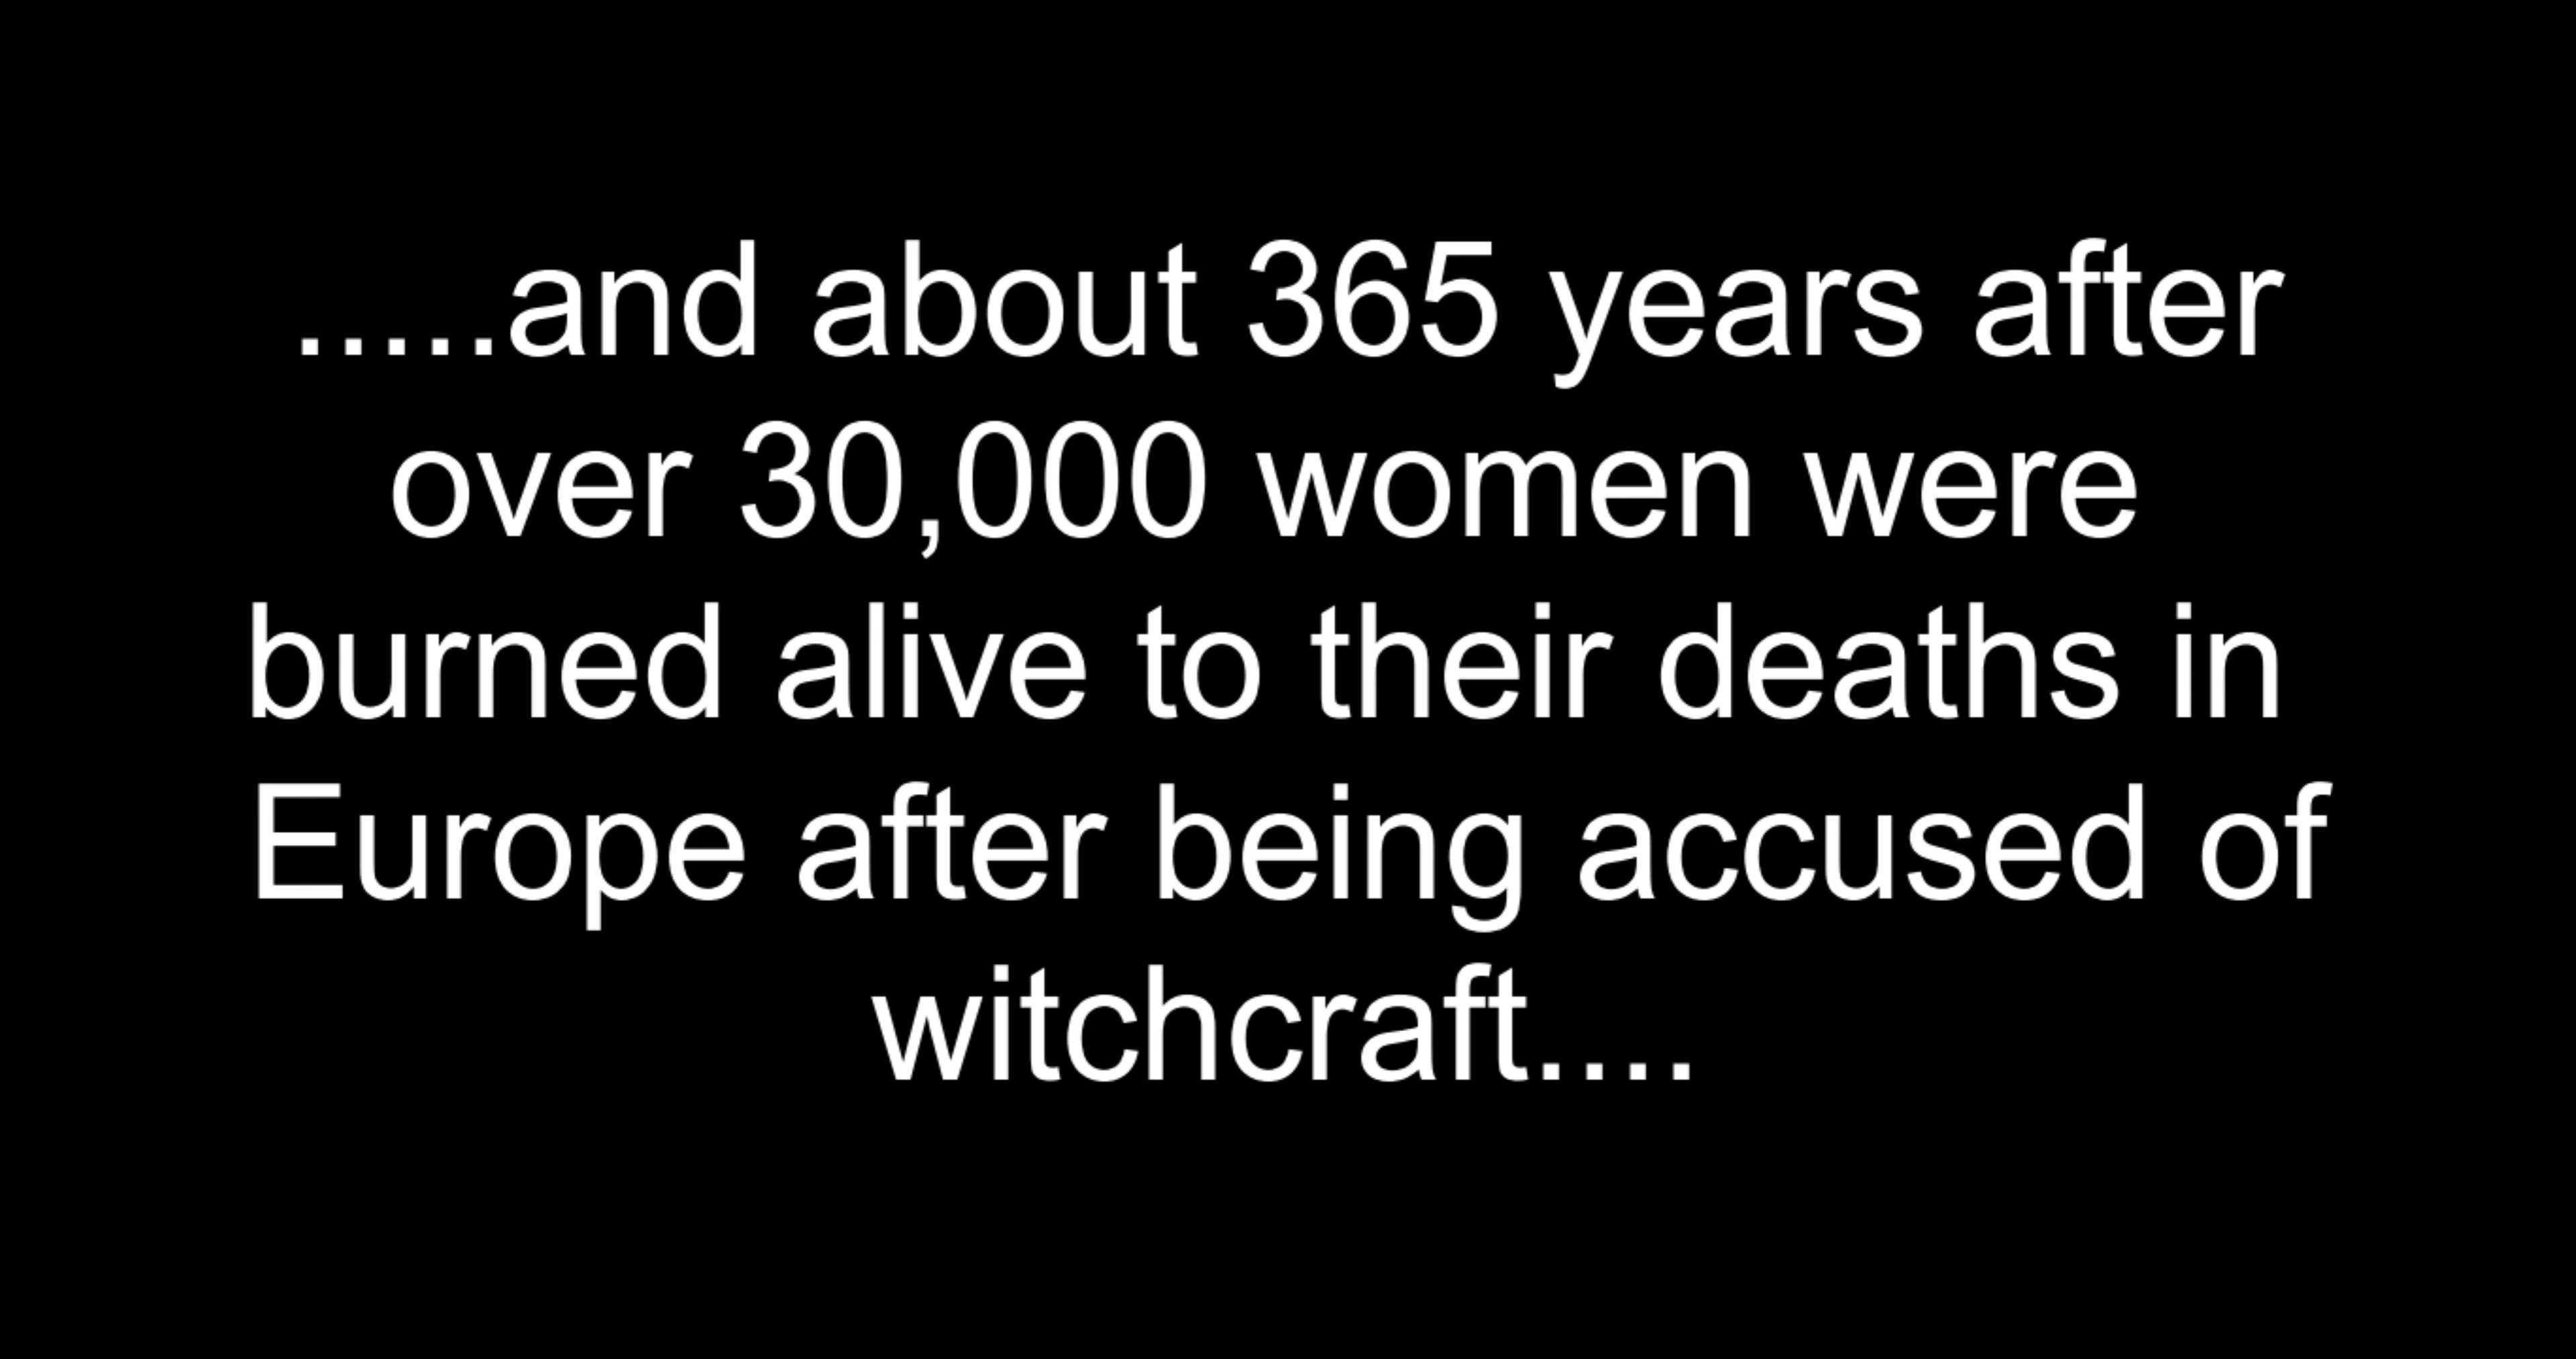 .....and about 365 years after
over 30,000 women were
burned alive to their deaths in
Europe after being accused of
witchcraft....